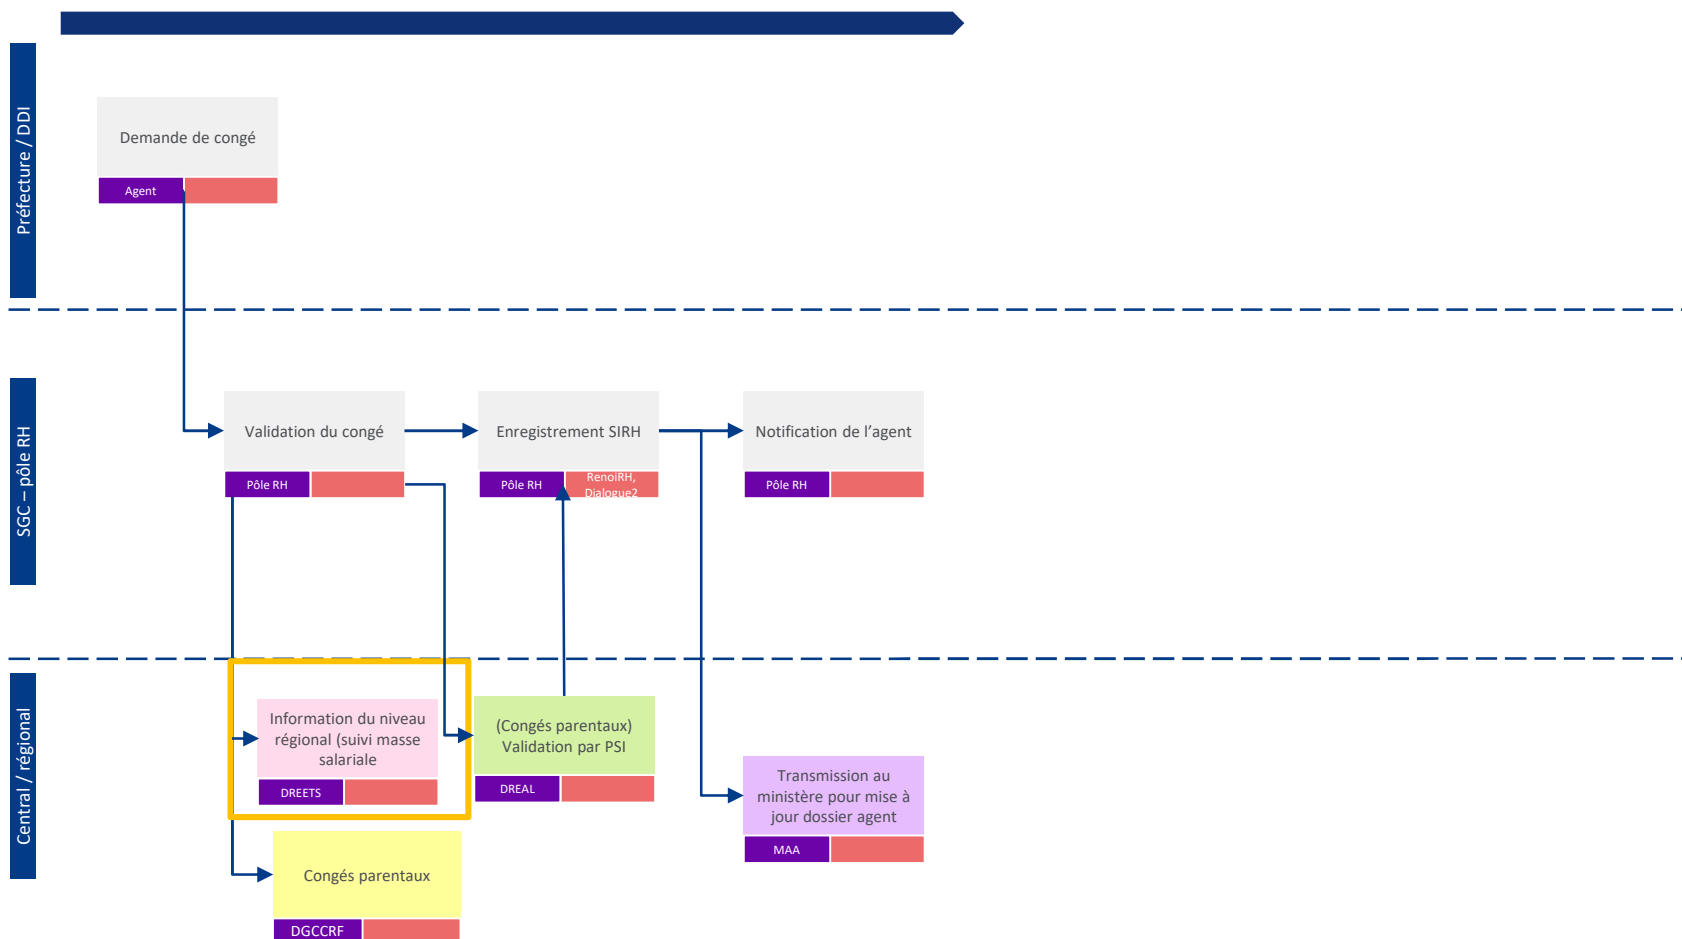 Préfecture / DDI
Demande de congé
Agent
SGC – pôle RH
Validation du congé
Pôle RH
Enregistrement SIRH
Pôle RH
RenoiRH,
Dialogue2
Notification de l’agent
Pôle RH
Central / régional
Information du niveau
régional (suivi masse
salariale
DREETS
(Congés parentaux)
Validation par PSI
DREAL
Transmission au
ministère pour mise à
jour dossier agent
MAA
Congés parentaux
DGCCRF